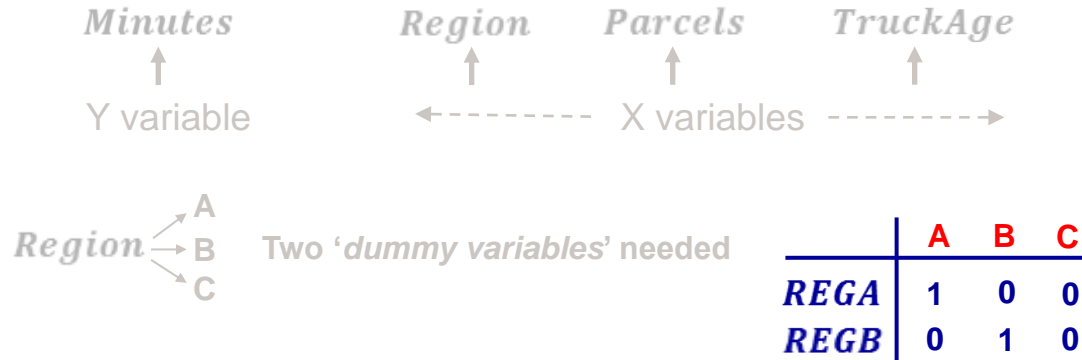 Minutes Region Parcels TruckAge
Y variable X variables
A
Region B Two ‘dummy variables’ needed
C
A B C
REGA 1 0 0
REGB 0 1 0